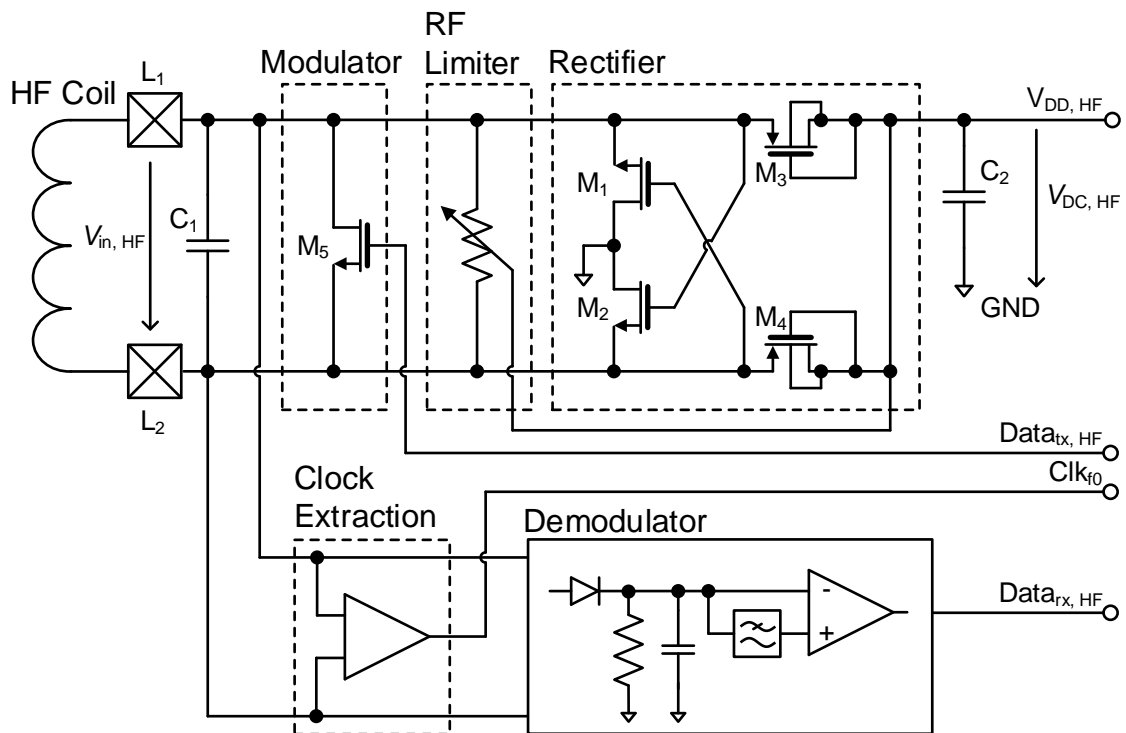 RF
Modulator Limiter Rectifier
L1
HF Coil
VDD, HF
M1
M3
C2
C1
Vin, HF
VDC, HF
M5
M2
M4
GND
L2
Datatx, HF
Clkf0
Clock
Extraction
Demodulator
-
+
Datarx, HF